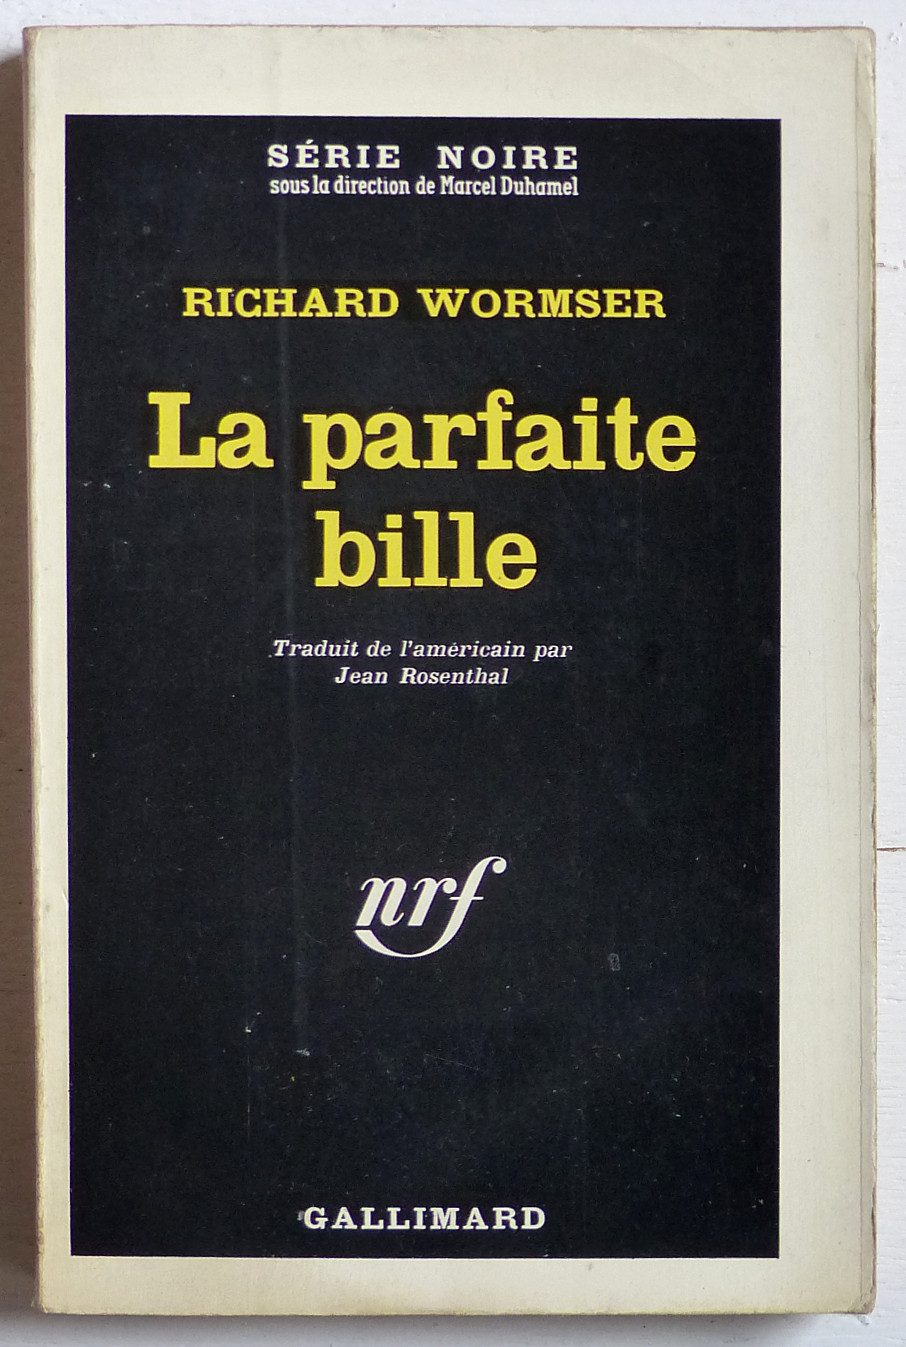 SÉRIE NOIRE
sous la direction de Marcel Duhamel
RICHARD WORMSER
La parfaite
bille
Traduit de l'américain par
Jean Rosenthal
nrf
GALLIMARD